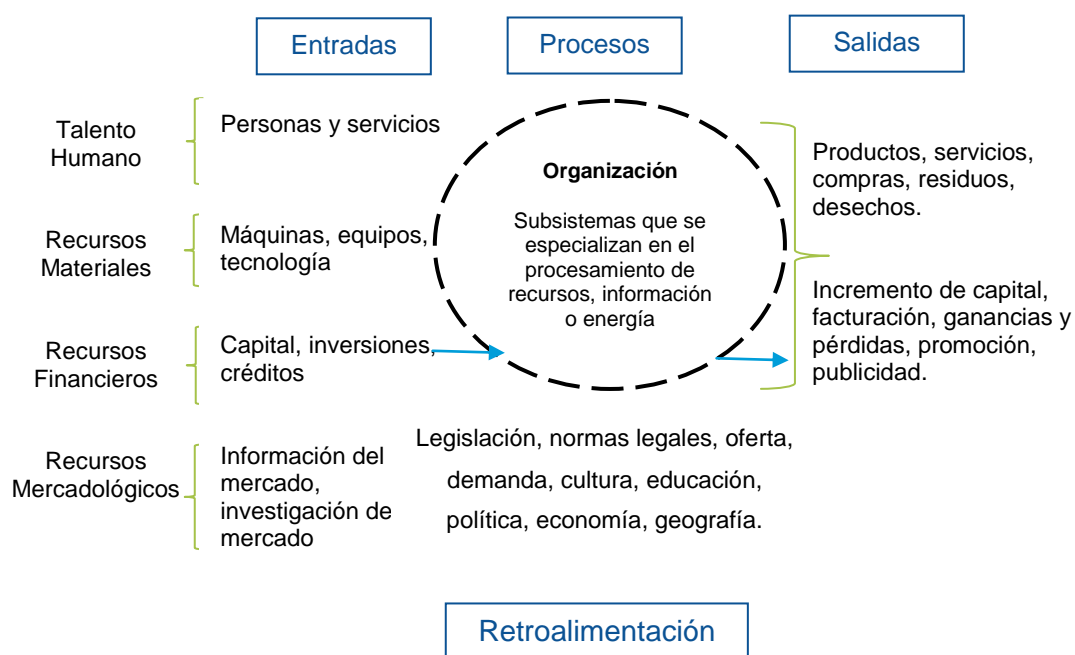 Entradas
Procesos
Salidas
Talento
Humano
Personas y servicios
Recursos
Materiales
Máquinas, equipos,
tecnología
Recursos
Financieros
Capital, inversiones,
créditos
Recursos
Mercadológicos
Información del
mercado,
investigación de
mercado
Organización
Subsistemas que se
especializan en el
procesamiento de
recursos, información
o energía
Legislación, normas legales, oferta,
demanda, cultura, educación,
política, economía, geografía.
Productos, servicios,
compras, residuos,
desechos.
Incremento de capital,
facturación, ganancias y
pérdidas, promoción,
publicidad.
Retroalimentación